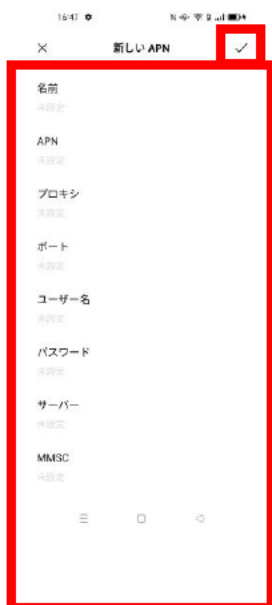 16:47
新しい APN
名前
未設定
APN
未設定
プロキシ
未設定
ポート
未設定
ユーザー名
未設定
パスワード
未設定
サーバー
未設定
MMSC
未設定